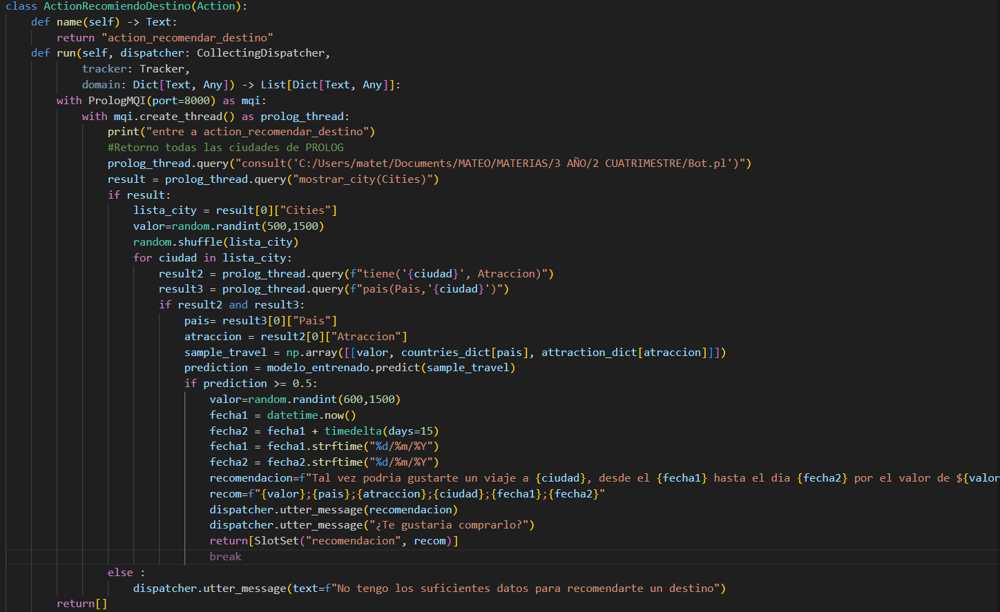 class ActionRecomiendoDestino(Action):
    def name(self) -> Text:
        return "action_recomendar_destino"
    def run(self, dispatcher: CollectingDispatcher,
            tracker: Tracker,
            domain: Dict[Text, Any]) -> List[Dict[Text, Any]]:
        with PrologMQI(port=8000) as mqi:
            with mqi.create_thread() as prolog_thread:
                print("entre a action_recomendar_destino")
                #Retorno todas las ciudades de PROLOG
                prolog_thread.query("consult('C:/Users/matet/Documents/MATEO/MATERIAS/3 AÑO/2 CUATRIMESTRE/Bot.pl')")
                result = prolog_thread.query("mostrar_city(Cities)")
                if result:
                    lista_city = result[0]["Cities"]
                    valor=random.randint(500,1500)
                    random.shuffle(lista_city)
                    for ciudad in lista_city:
                        result2 = prolog_thread.query(f"tiene('{ciudad}', Atraccion)")
                        result3 = prolog_thread.query(f"pais(Pais,'{ciudad}')")
                        if result2 and result3:
                            pais= result3[0]["Pais"]
                            atraccion = result2[0]["Atraccion"]
                            sample_travel = np.array([[valor, countries_dict[pais], attraction_dict[atraccion]]])
                            prediction = modelo_entrenado.predict(sample_travel)
                            if prediction >= 0.5:
                                valor=random.randint(600,1500)
                                fecha1 = datetime.now()
                                fecha2 = fecha1 + timedelta(days=15)
                                fecha1 = fecha1.strftime("%d/%m/%Y")
                                fecha2 = fecha2.strftime("%d/%m/%Y")
                                recomendacion=f"Tal vez podria gustarte un viaje a {ciudad}, desde el {fecha1} hasta el dia {fecha2} por el valor de ${valor
                                recom=f"{valor};{pais};{atraccion};{ciudad};{fecha1};{fecha2}"
                                dispatcher.utter_message(recomendacion)
                                dispatcher.utter_message("¿Te gustaria comprarlo?")
                                return[SlotSet("recomendacion", recom)]
                                break
                else :
                    dispatcher.utter_message(text=f"No tengo los suficientes datos para recomendarte un destino")
        return[]